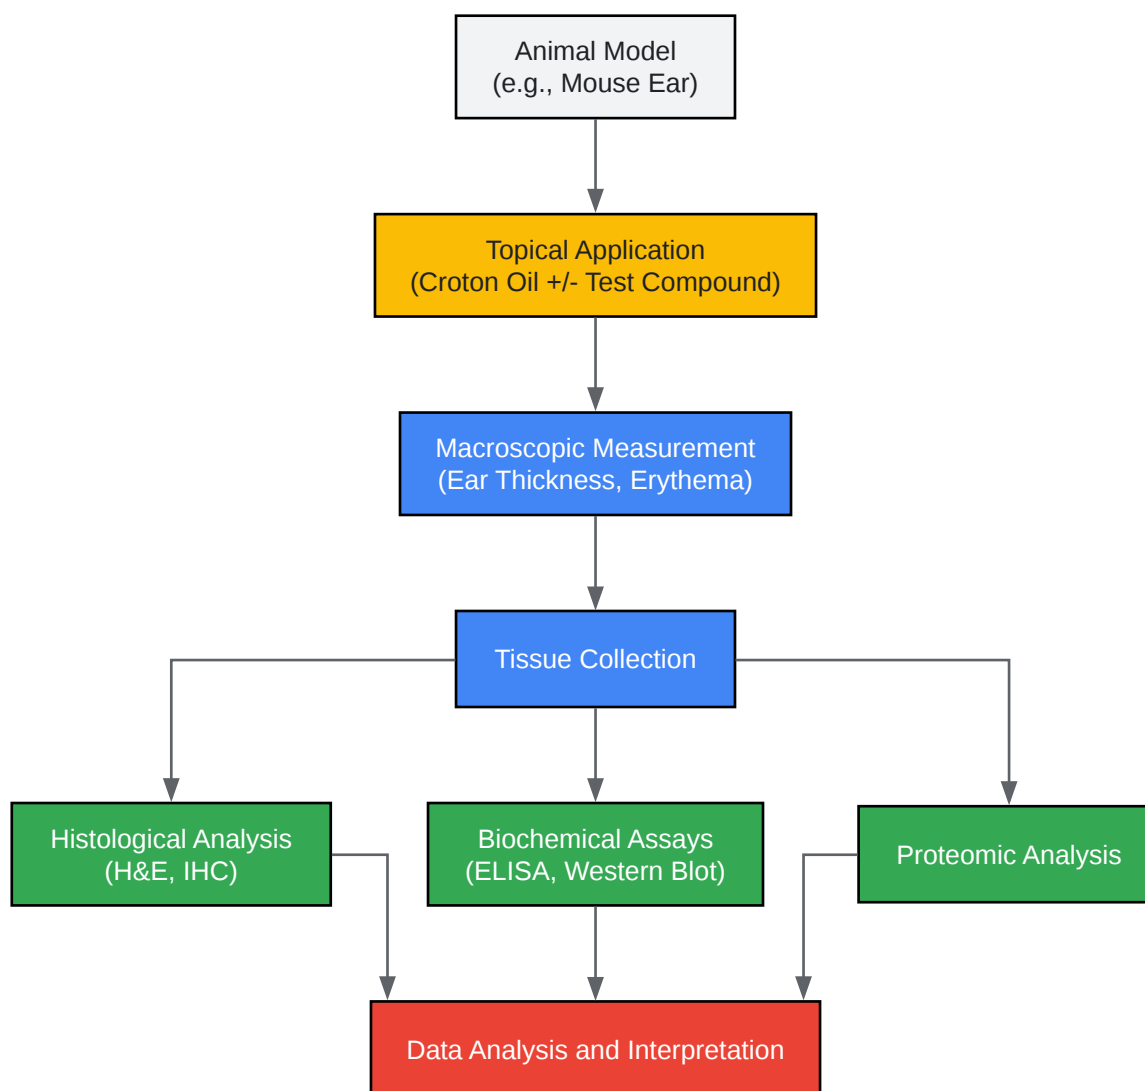 Animal Model
(e.g., Mouse Ear)
Topical Application
(Croton Oil +/- Test Compound)
Macroscopic Measurement
(Ear Thickness, Erythema)
Tissue Collection
Histological Analysis
(H&E, IHC)
Biochemical Assays
(ELISA, Western Blot)
Proteomic Analysis
Data Analysis and Interpretation